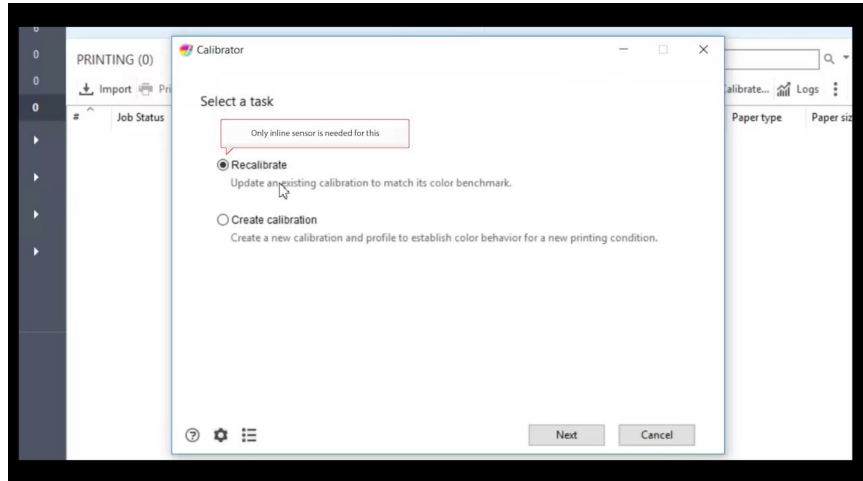 0
0
0
0
PRINTING (0)
Import
Pri
# Job Status
Calibrator
Select a task
Only inline sensor is needed for this
Recalibrate
Update an existing calibration to match its color benchmark.
Create calibration
Create a new calibration and profile to establish color behavior for a new printing condition.
Next
Cancel
alibrate...
Logs
Paper type
Paper siz